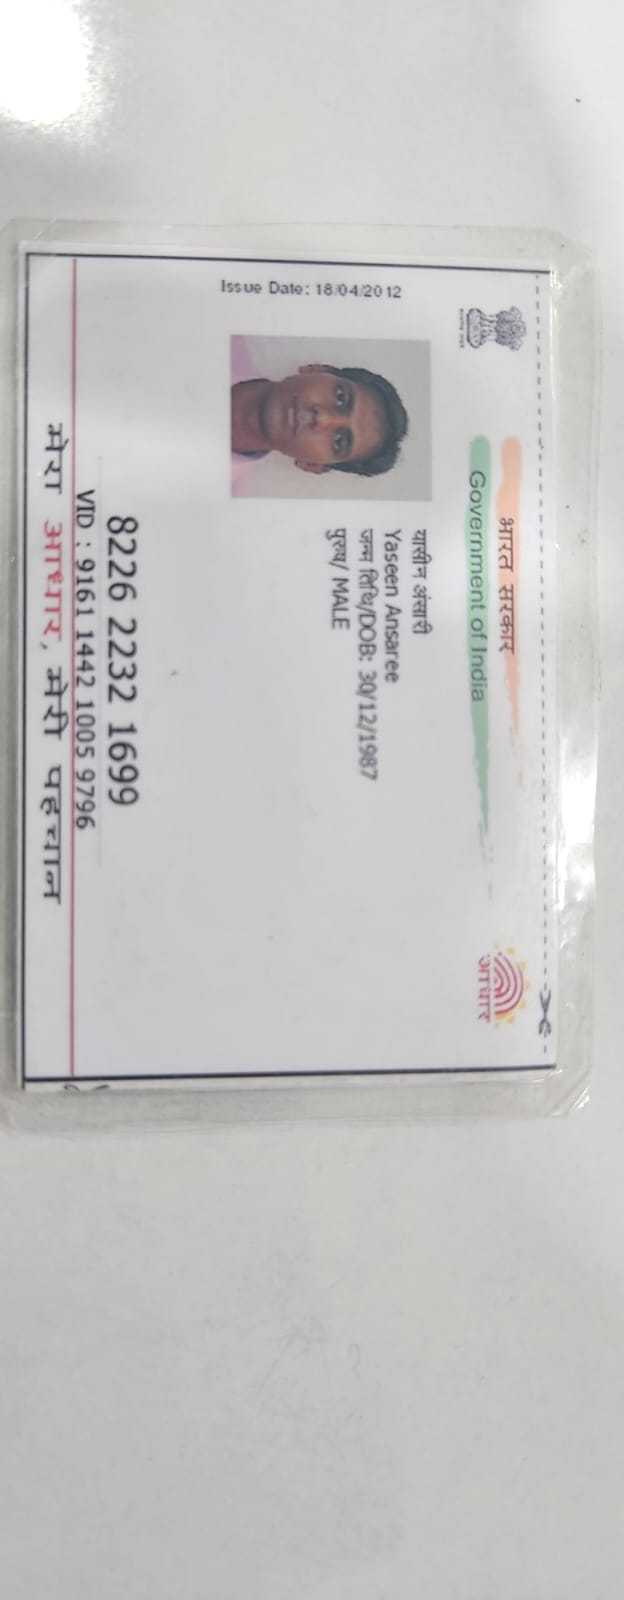 भारत सरकार
Government of India
Issue Date: 18/04/2012
यासीन अंसारी
Yaseen Ansaree
जन्म तिथि/DOB: 30/12/1987
पुरुष/ MALE
8226 2232 1699
VID : 9161 1442 1005 9796
मेरा आधार, मेरी पहचान
आधार